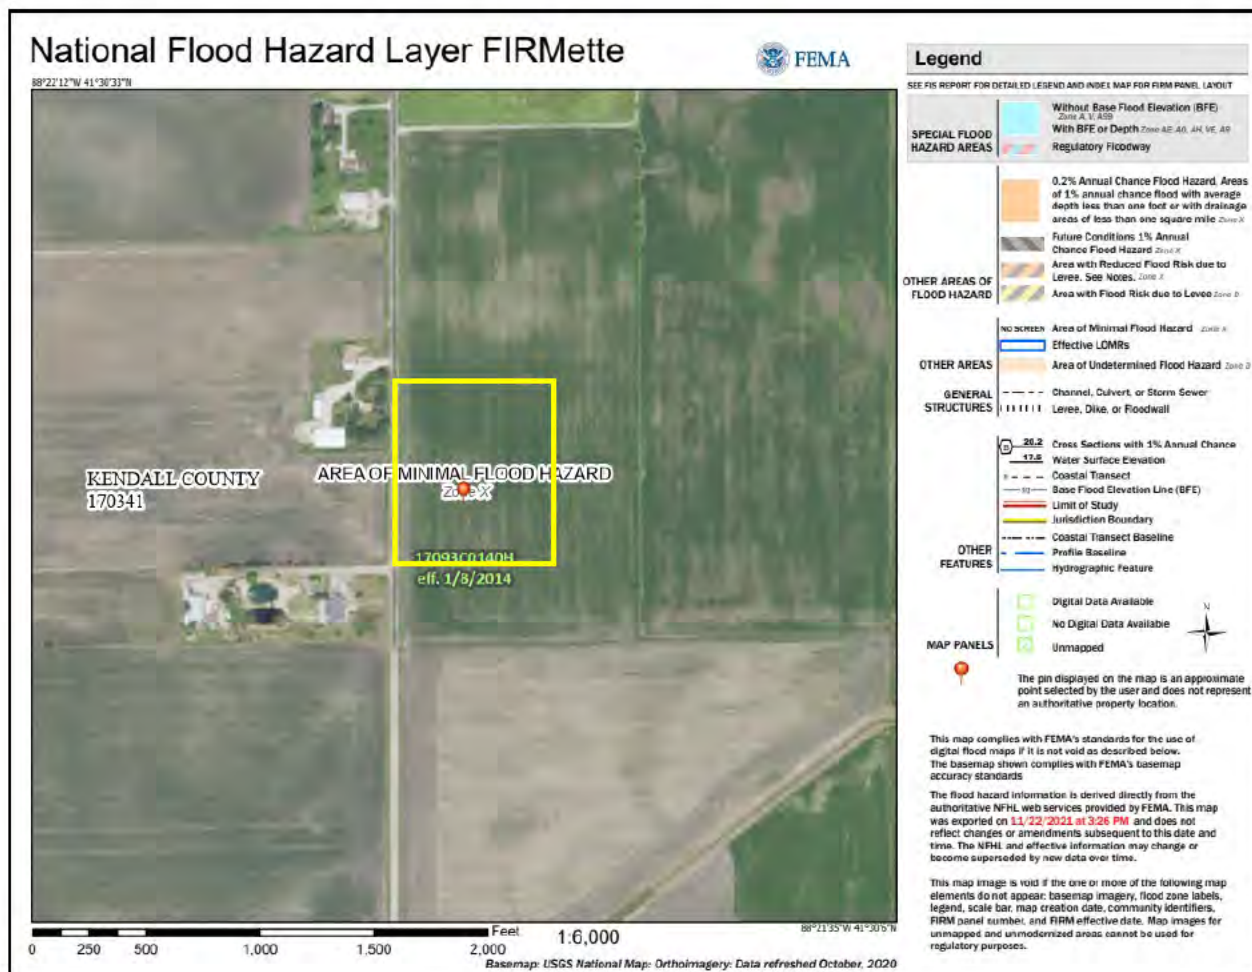 National Flood Hazard Layer FIRMette
FEMA
88°22'12"W 41°30'33"N
KENDALL COUNTY
170341
AREA OF MINIMAL FLOOD HAZARD
Zone X
17093C0140H
eff. 1/8/2014
88°21'35"W 41°30'6"N
Feet
1:6,000
0 250 500 1,000 1,500 2,000
Basemap: USGS National Map: Orthoimagery: Data refreshed October, 2020
Legend
SEE FIS REPORT FOR DETAILED LEGEND AND INDEX MAP FOR FIRM PANEL LAYOUT
SPECIAL FLOOD
HAZARD AREAS
Without Base Flood Elevation (BFE)
Zone A, V, A99
With BFE or Depth Zone AE, AO, AH, VE, AR
Regulatory Floodway
OTHER AREAS OF
FLOOD HAZARD
0.2% Annual Chance Flood Hazard, Areas
of 1% annual chance flood with average
depth less than one foot or with drainage
areas of less than one square mile Zone X
Future Conditions 1% Annual
Chance Flood Hazard Zone X
Area with Reduced Flood Risk due to
Levee. See Notes. Zone X
Area with Flood Risk due to Levee Zone D
OTHER AREAS
NO SCREEN Area of Minimal Flood Hazard Zone X
Effective LOMRs
Area of Undetermined Flood Hazard Zone D
GENERAL
STRUCTURES
Channel, Culvert, or Storm Sewer
Levee, Dike, or Floodwall
OTHER
FEATURES
20.2 Cross Sections with 1% Annual Chance
17.5 Water Surface Elevation
Coastal Transect
Base Flood Elevation Line (BFE)
Limit of Study
Jurisdiction Boundary
Coastal Transect Baseline
Profile Baseline
Hydrographic Feature
MAP PANELS
Digital Data Available
No Digital Data Available
Unmapped
N
The pin displayed on the map is an approximate
point selected by the user and does not represent
an authoritative property location.
This map complies with FEMA's standards for the use of
digital flood maps if it is not void as described below.
The basemap shown complies with FEMA's basemap
accuracy standards
The flood hazard information is derived directly from the
authoritative NFHL web services provided by FEMA. This map
was exported on 11/22/2021 at 3:26 PM and does not
reflect changes or amendments subsequent to this date and
time. The NFHL and effective information may change or
become superseded by new data over time.
This map image is void if the one or more of the following map
elements do not appear: basemap imagery, flood zone labels,
legend, scale bar, map creation date, community identifiers,
FIRM panel number, and FIRM effective date. Map images for
unmapped and unmodernized areas cannot be used for
regulatory purposes.